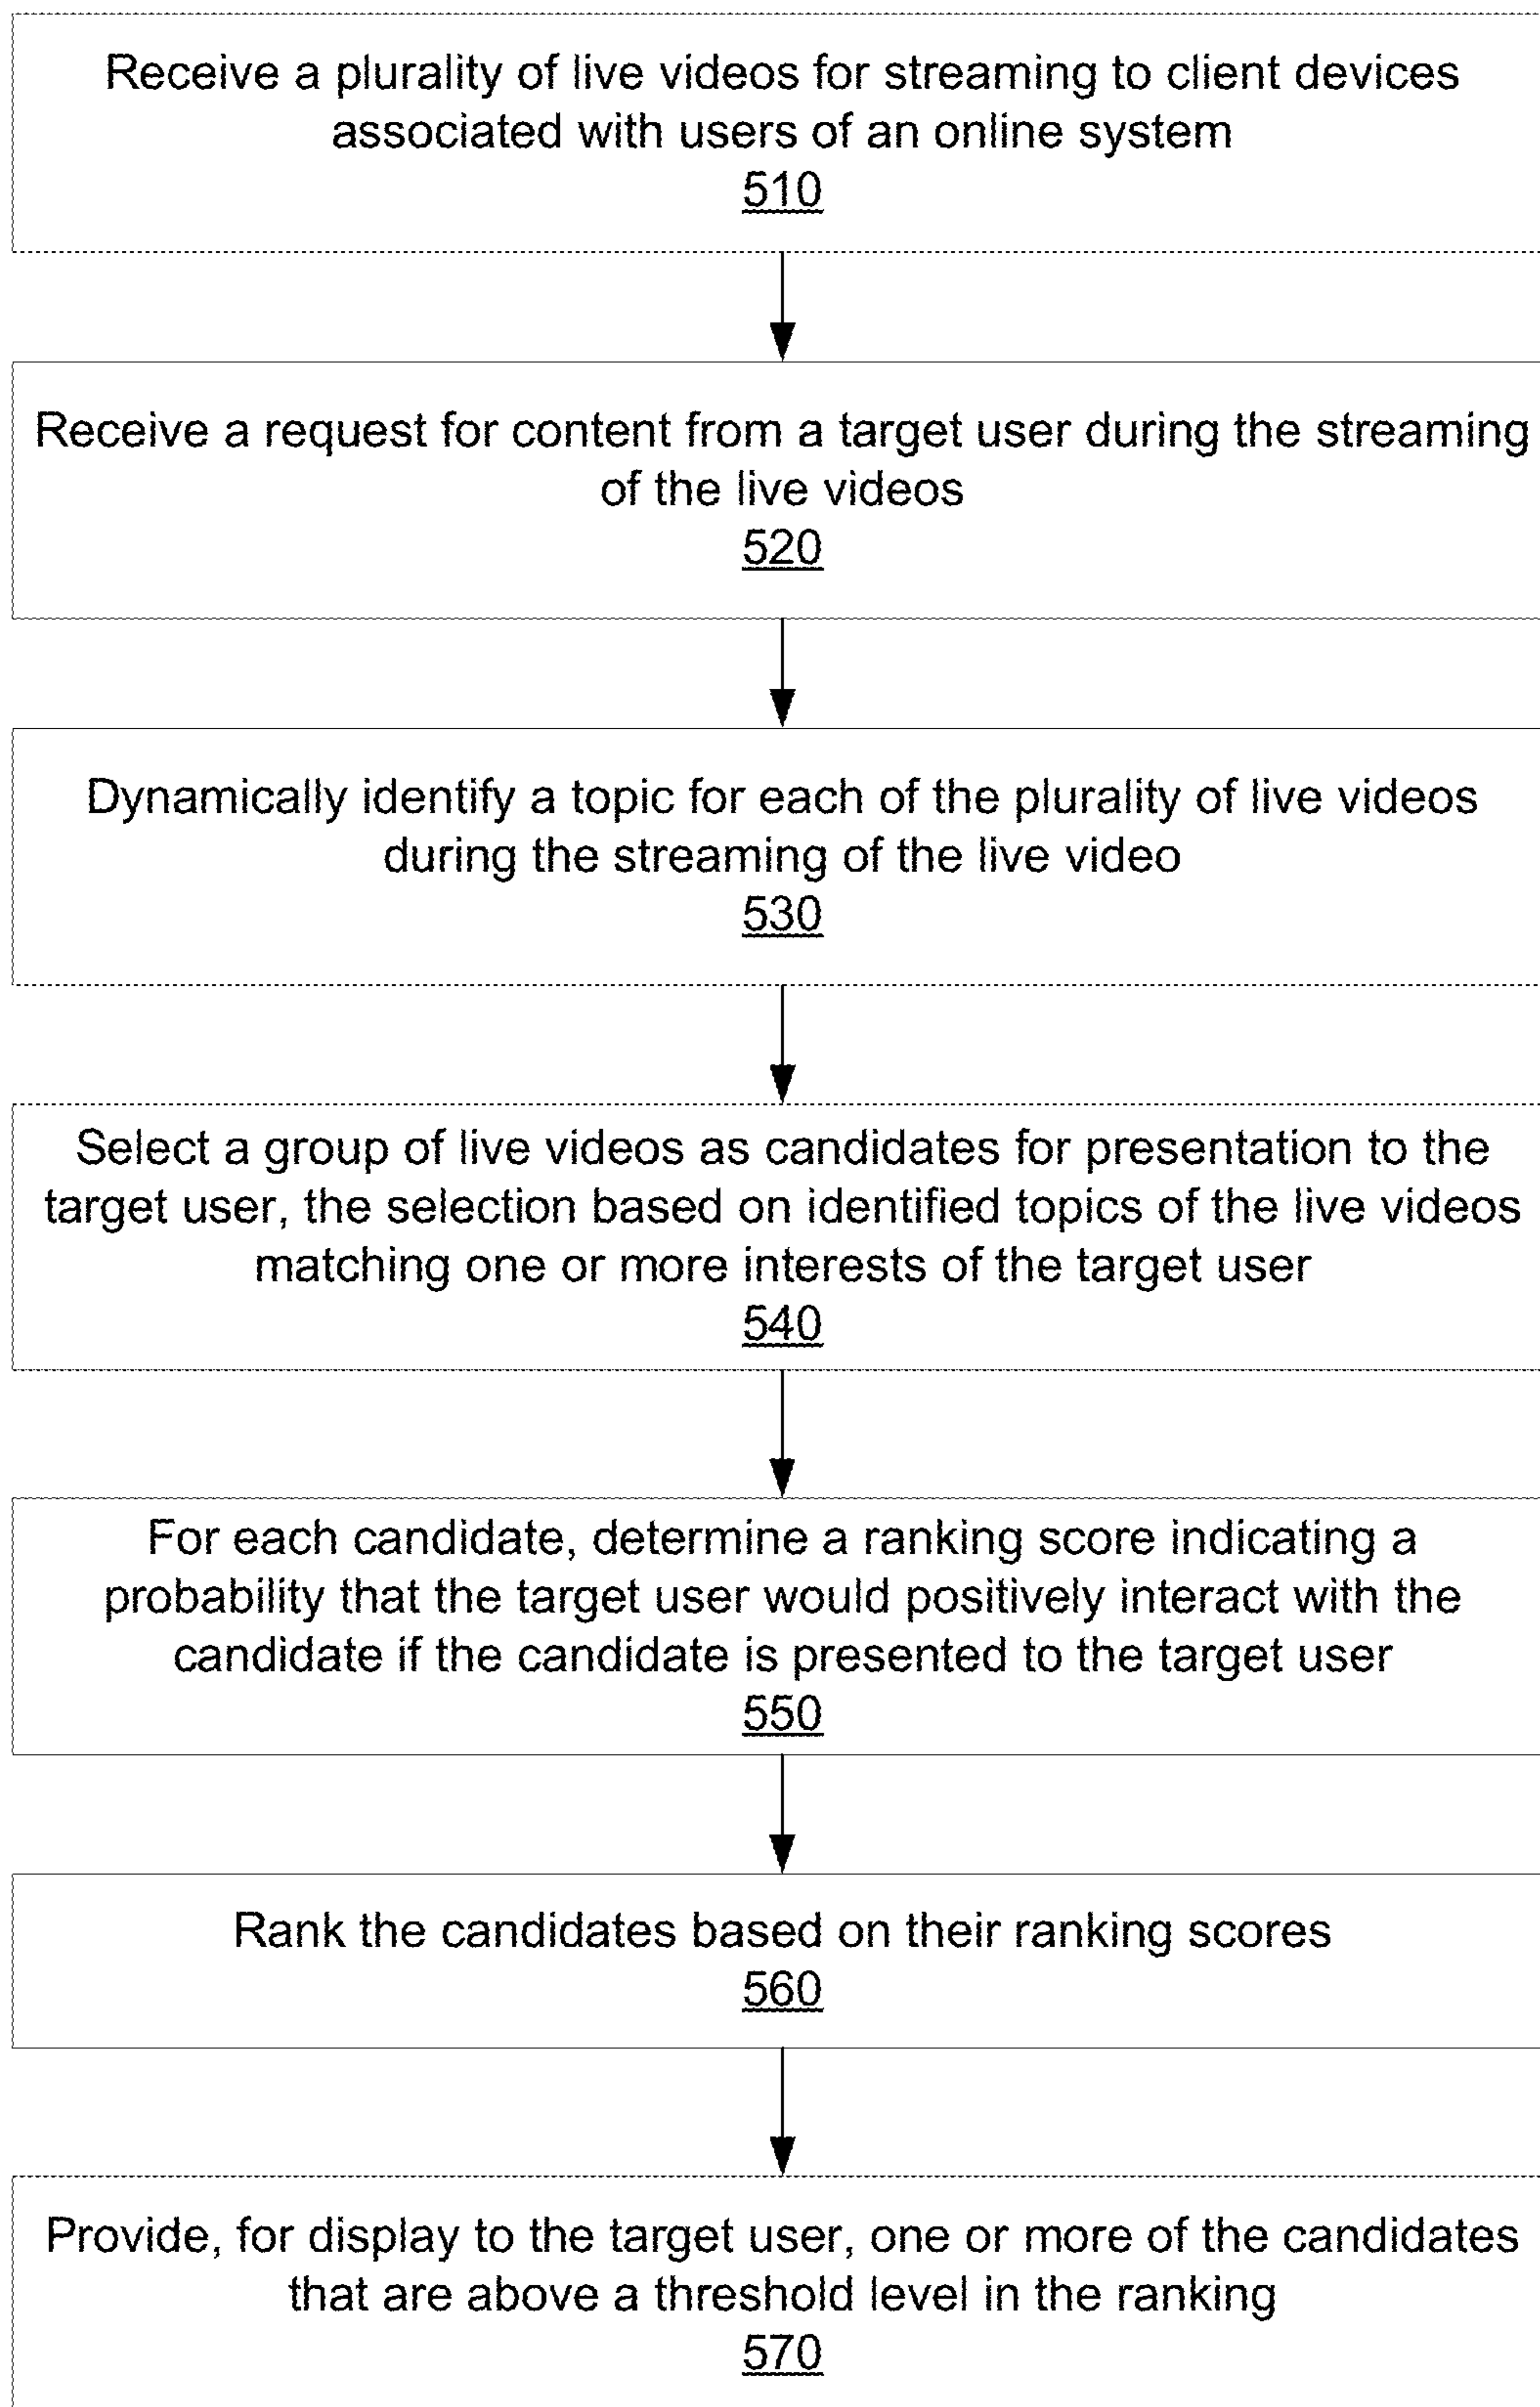 Receive a plurality of live videos for streaming to client devices
associated with users of an online system
510
Receive a request for content from a target user during the streaming
of the live videos
520
Dynamically identify a topic for each of the plurality of live videos
during the streaming of the live video
530
Select a group of live videos as candidates for presentation to the
target user, the selection based on identified topics of the live videos
matching one or more interests of the target user
540
For each candidate, determine a ranking score indicating a
probability that the target user would positively interact with the
candidate if the candidate is presented to the target user
550
Rank the candidates based on their ranking scores
560
Provide, for display to the target user, one or more of the candidates
that are above a threshold level in the ranking
570